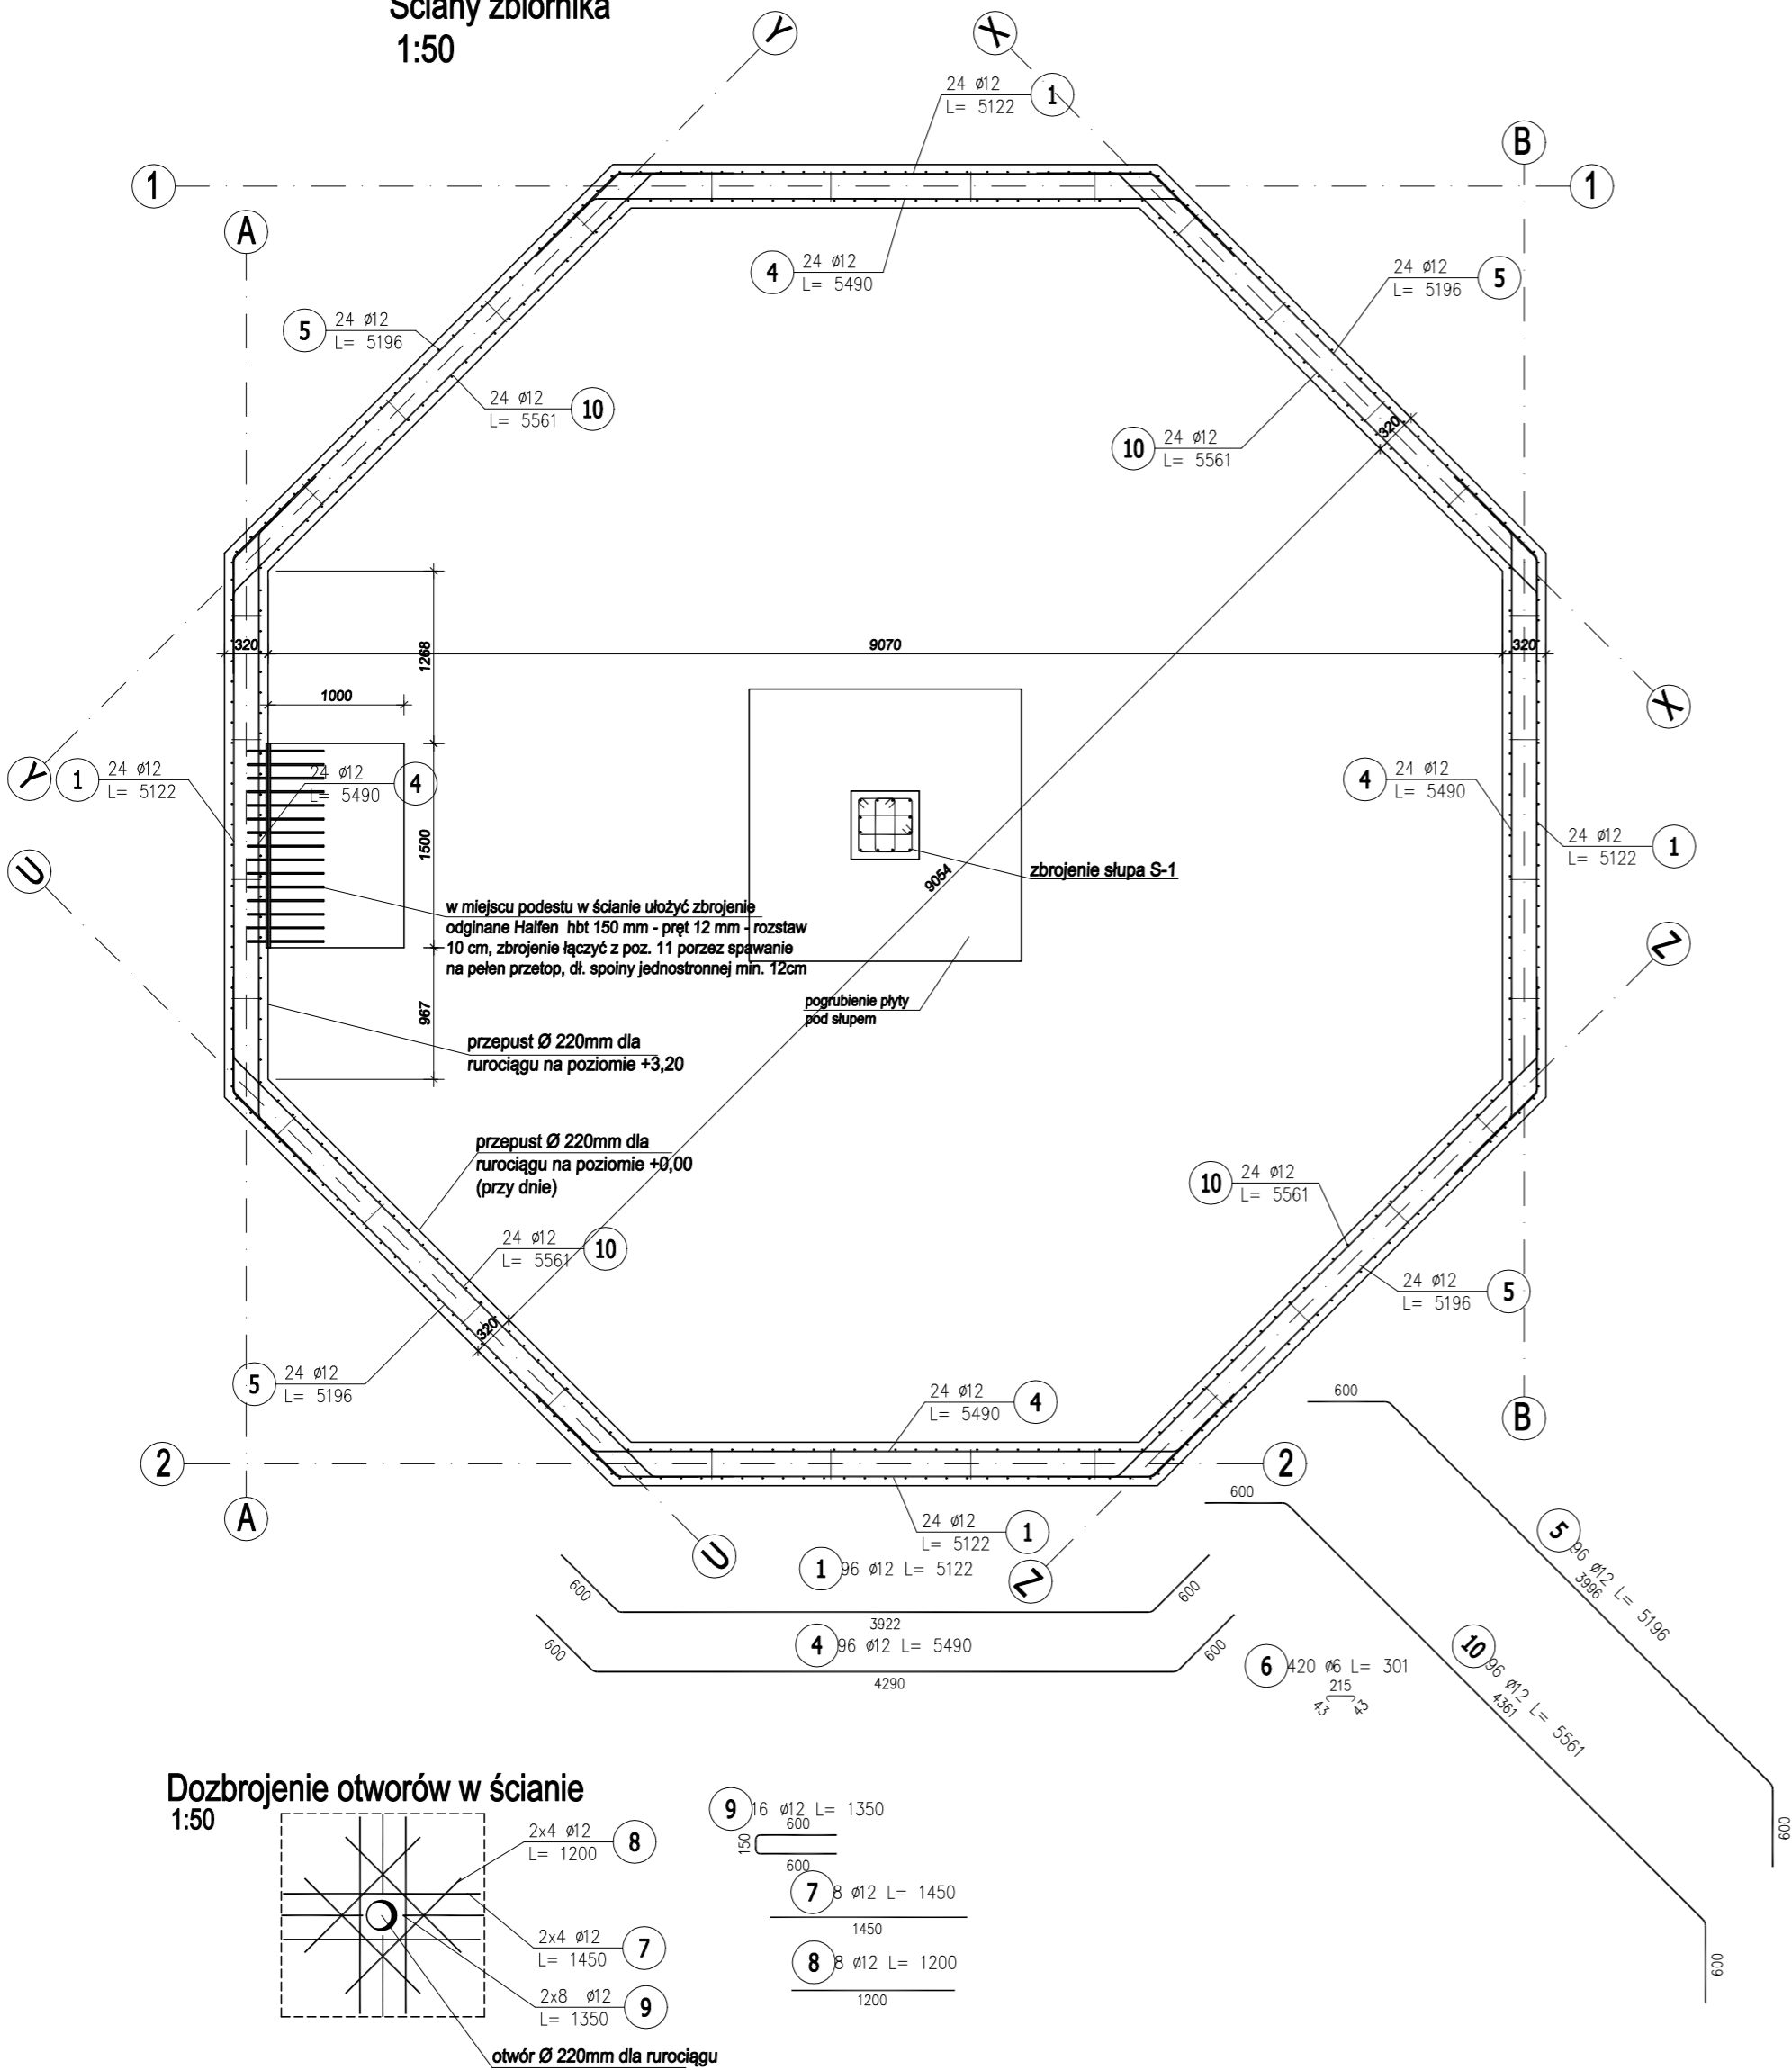 Ściany zbiornika
1:50
Y
X
24 ø12
L= 5122
1
B
1
1
A
4
24 ø12
L= 5490
24 ø12
L= 5196
5
5
24 ø12
L= 5196
24 ø12
L= 5561
10
10
24 ø12
L= 5561
320
320
9070
320
1268
1000
X
Y
1
24 ø12
L= 5122
24 ø12
L= 5490
4
4
24 ø12
L= 5490
24 ø12
L= 5122
1
1500
U
9054
zbrojenie słupa S-1
w miejscu podestu w ścianie ułożyć zbrojenie
odginane Halfen hbt 150 mm - pręt 12 mm - rozstaw
10 cm, zbrojenie łączyć z poz. 11 porzez spawanie
na pełen przetop, dł. spoiny jednostronnej min. 12cm
Z
pogrubienie płyty
pod słupem
967
przepust Ø 220mm dla
rurociągu na poziomie +3,20
przepust Ø 220mm dla
rurociągu na poziomie +0,00
(przy dnie)
10
24 ø12
L= 5561
24 ø12
L= 5561
10
24 ø12
L= 5196
5
320
5
24 ø12
L= 5196
24 ø12
L= 5490
4
600
B
2
2
A
600
24 ø12
L= 5122
1
U
Z
1
96 ø12 L= 5122
600
600
3922
5
96 ø12 L= 5196
3996
600
4
96 ø12 L= 5490
600
600
4290
6
420 ø6 L= 301
215
43
43
10
96 ø12 L= 5561
4361
600
Dozbrojenie otworów w ścianie
1:50
2x4 ø12
L= 1200
8
2x4 ø12
L= 1450
7
2x8 ø12
L= 1350
9
otwór Ø 220mm dla rurociągu
9
16 ø12 L= 1350
600
150
600
7
8 ø12 L= 1450
1450
8
8 ø12 L= 1200
1200